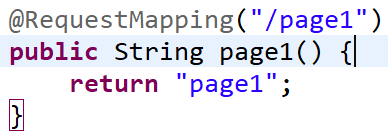 @RequestMapping("/page1")
public String page1() {
    return "page1";
}